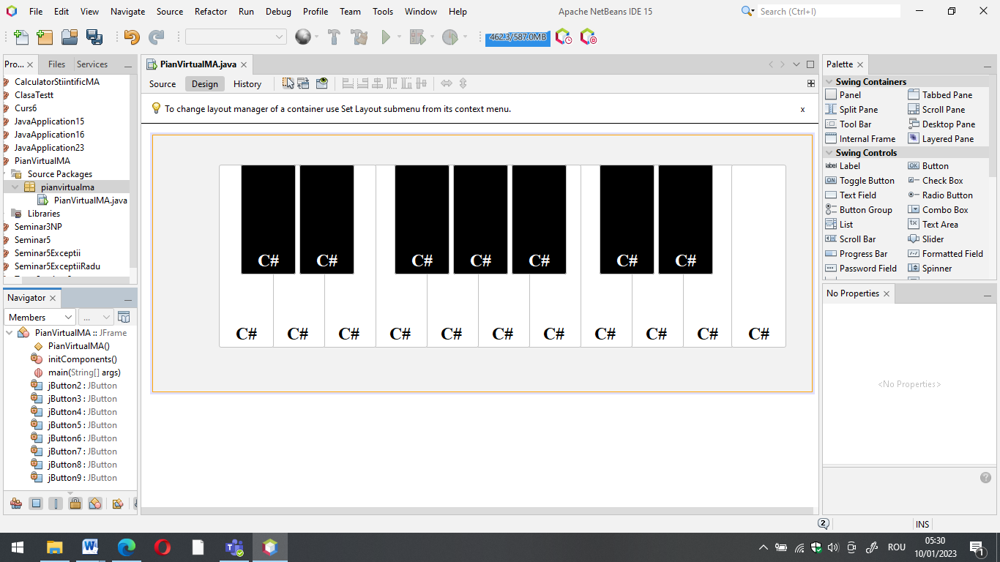 File Edit View Navigate Source Refactor Run Debug Profile Team Tools Window Help Apache NetBeans IDE 15 Search (Ctrl+I)
462.3/587.0MB
Pro... Files Services
CalculatorStiintificMA
ClasaTestt
Curs6
JavaApplication15
JavaApplication16
JavaApplication23
PianVirtualMA
Source Packages
pianvirtualma
PianVirtualMA.java
Libraries
Seminar3NP
Seminar5
Seminar5Exceptii
Seminar5ExceptiiRadu
Navigator
Members ...
PianVirtualMA :: JFrame
PianVirtualMA()
initComponents()
main(String[] args)
jButton2 : JButton
jButton3 : JButton
jButton4 : JButton
jButton5 : JButton
jButton6 : JButton
jButton7 : JButton
jButton8 : JButton
jButton9 : JButton
PianVirtualMA.java
Source Design History
To change layout manager of a container use Set Layout submenu from its context menu. x
C# C# C# C# C# C# C#
C# C# C# C# C# C# C# C# C# C# C#
Palette
Swing Containers
Panel Tabbed Pane
Split Pane Scroll Pane
Tool Bar Desktop Pane
Internal Frame Layered Pane
Swing Controls
label Label OK Button
ON Toggle Button Check Box
Text Field Radio Button
Button Group Combo Box
List Text Area
Scroll Bar Slider
Progress Bar Formatted Field
Password Field Spinner
No Properties
<No Properties>
2 INS
ROU 05:30
10/01/2023
1